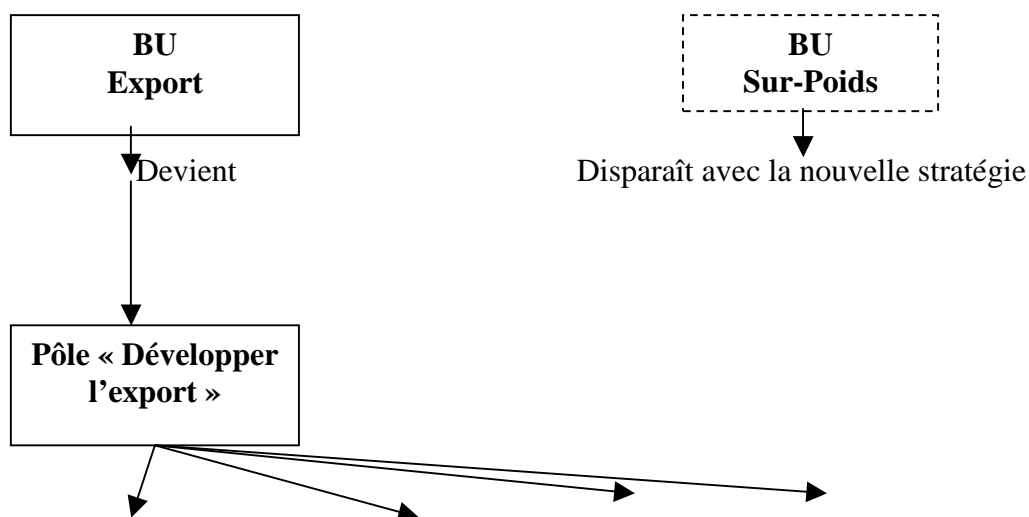 BU
Export
BU
Sur-Poids
Devient
Disparaît avec la nouvelle stratégie
Pôle « Développer
l’export »